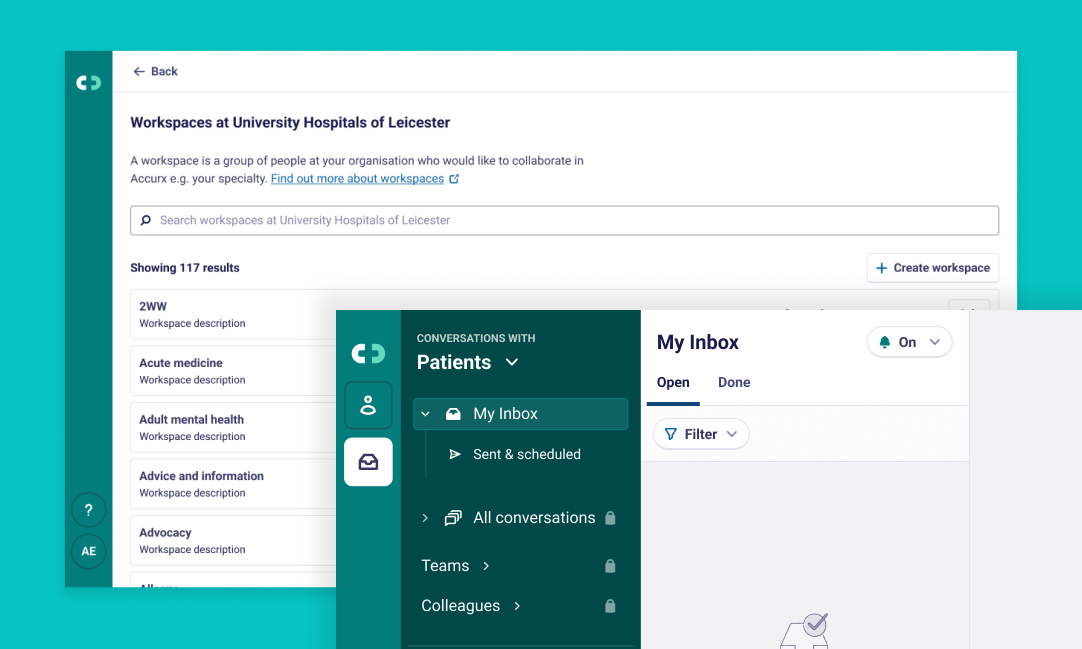 Back
Workspaces at University Hospitals of Leicester
A workspace is a group of people at your organisation who would like to collaborate in
Accurx e.g. your specialty. Find out more about workspaces
Search workspaces at University Hospitals of Leicester
Showing 117 results
Create workspace
2WW
Workspace description
Acute medicine
Workspace description
Adult mental health
Workspace description
Advice and information
Workspace description
Advocacy
Workspace description
?
AE
CONVERSATIONS WITH
Patients
My Inbox
Sent & scheduled
All conversations
Teams
Colleagues
My Inbox
On
Open Done
Filter